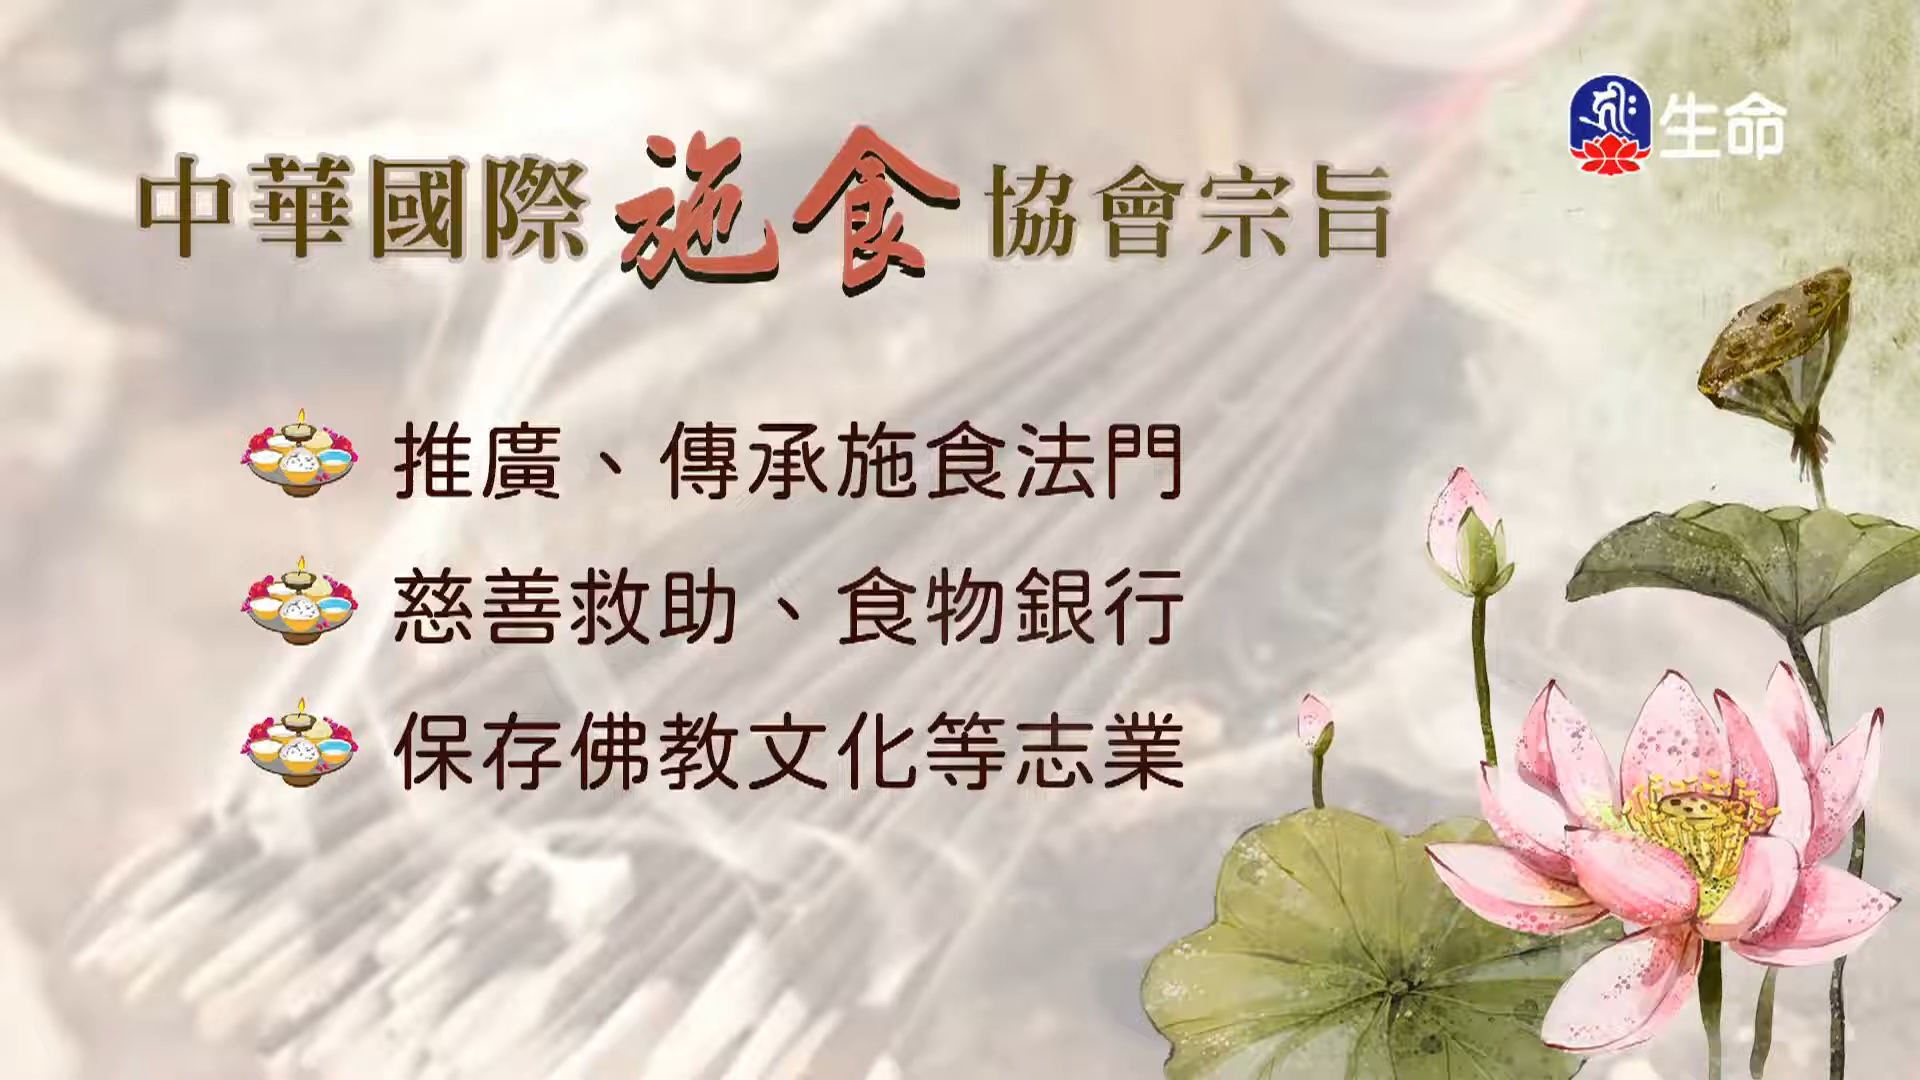 生命
中華國際施食協會宗旨
推廣、傳承施食法門
慈善救助、食物銀行
保存佛教文化等志業